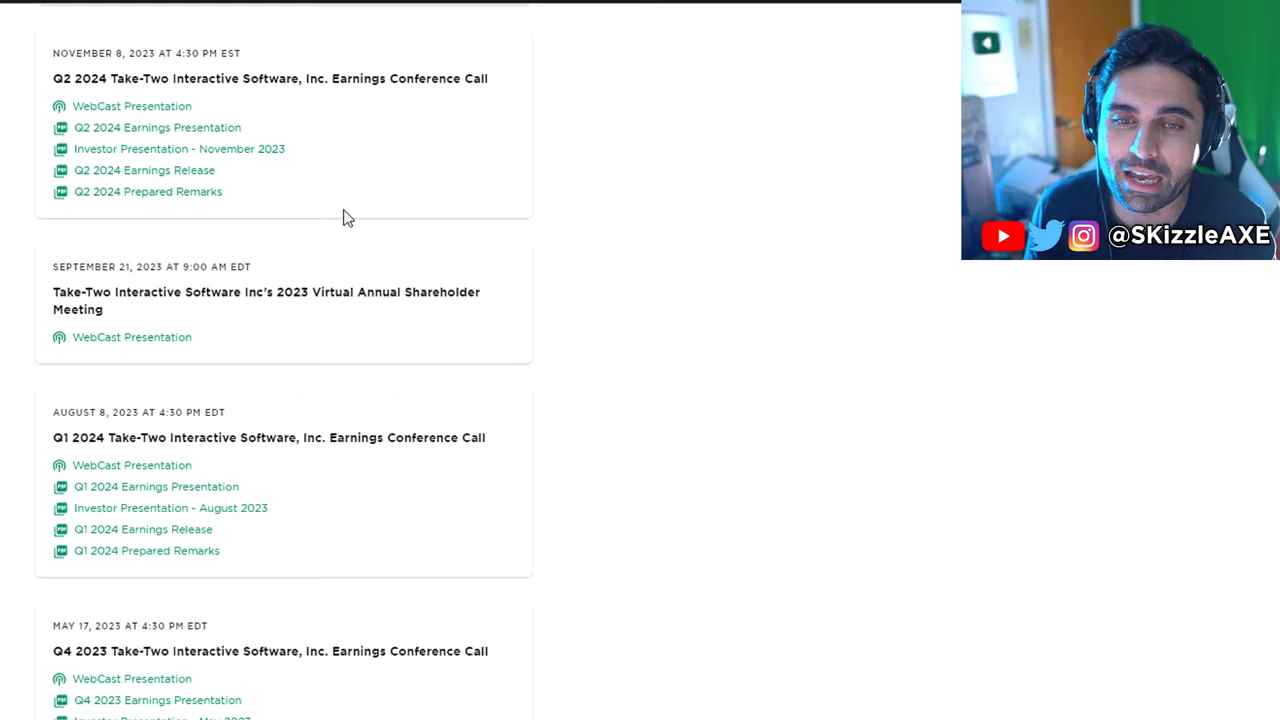 NOVEMBER 8, 2023 AT 4:30 PM EST
Q2 2024 Take-Two Interactive Software, Inc. Earnings Conference Call
WebCast Presentation
Q2 2024 Earnings Presentation
Investor Presentation - November 2023
Q2 2024 Earnings Release
Q2 2024 Prepared Remarks
@SKizzleAXE
SEPTEMBER 21, 2023 AT 9:00 AM EDT
Take-Two Interactive Software Inc's 2023 Virtual Annual Shareholder
Meeting
WebCast Presentation
AUGUST 8, 2023 AT 4:30 PM EDT
Q1 2024 Take-Two Interactive Software, Inc. Earnings Conference Call
WebCast Presentation
Q1 2024 Earnings Presentation
Investor Presentation - August 2023
Q1 2024 Earnings Release
Q1 2024 Prepared Remarks
MAY 17, 2023 AT 4:30 PM EDT
Q4 2023 Take-Two Interactive Software, Inc. Earnings Conference Call
WebCast Presentation
Q4 2023 Earnings Presentation
Investor Presentation - May 2023